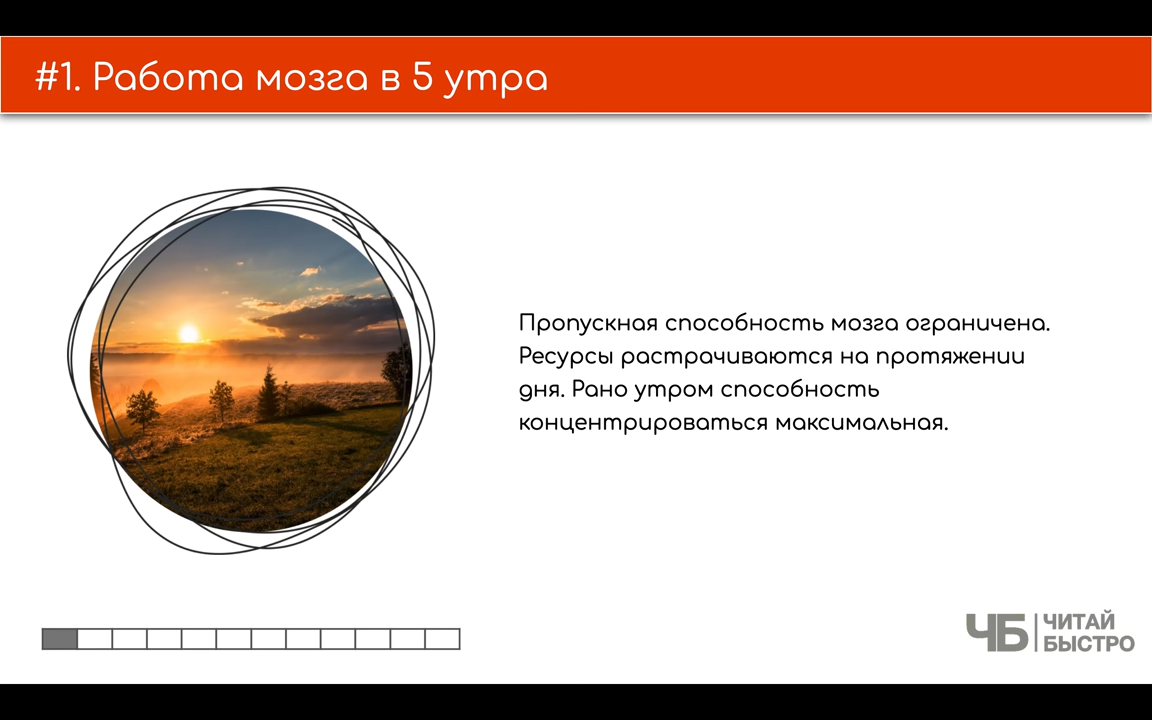 #1. Работа мозга в 5 утра
Пропускная способность мозга ограничена.
Ресурсы растрачиваются на протяжении
дня. Рано утром способность
концентрироваться максимальная.
ЧБ
ЧИТАЙ
БЫСТРО